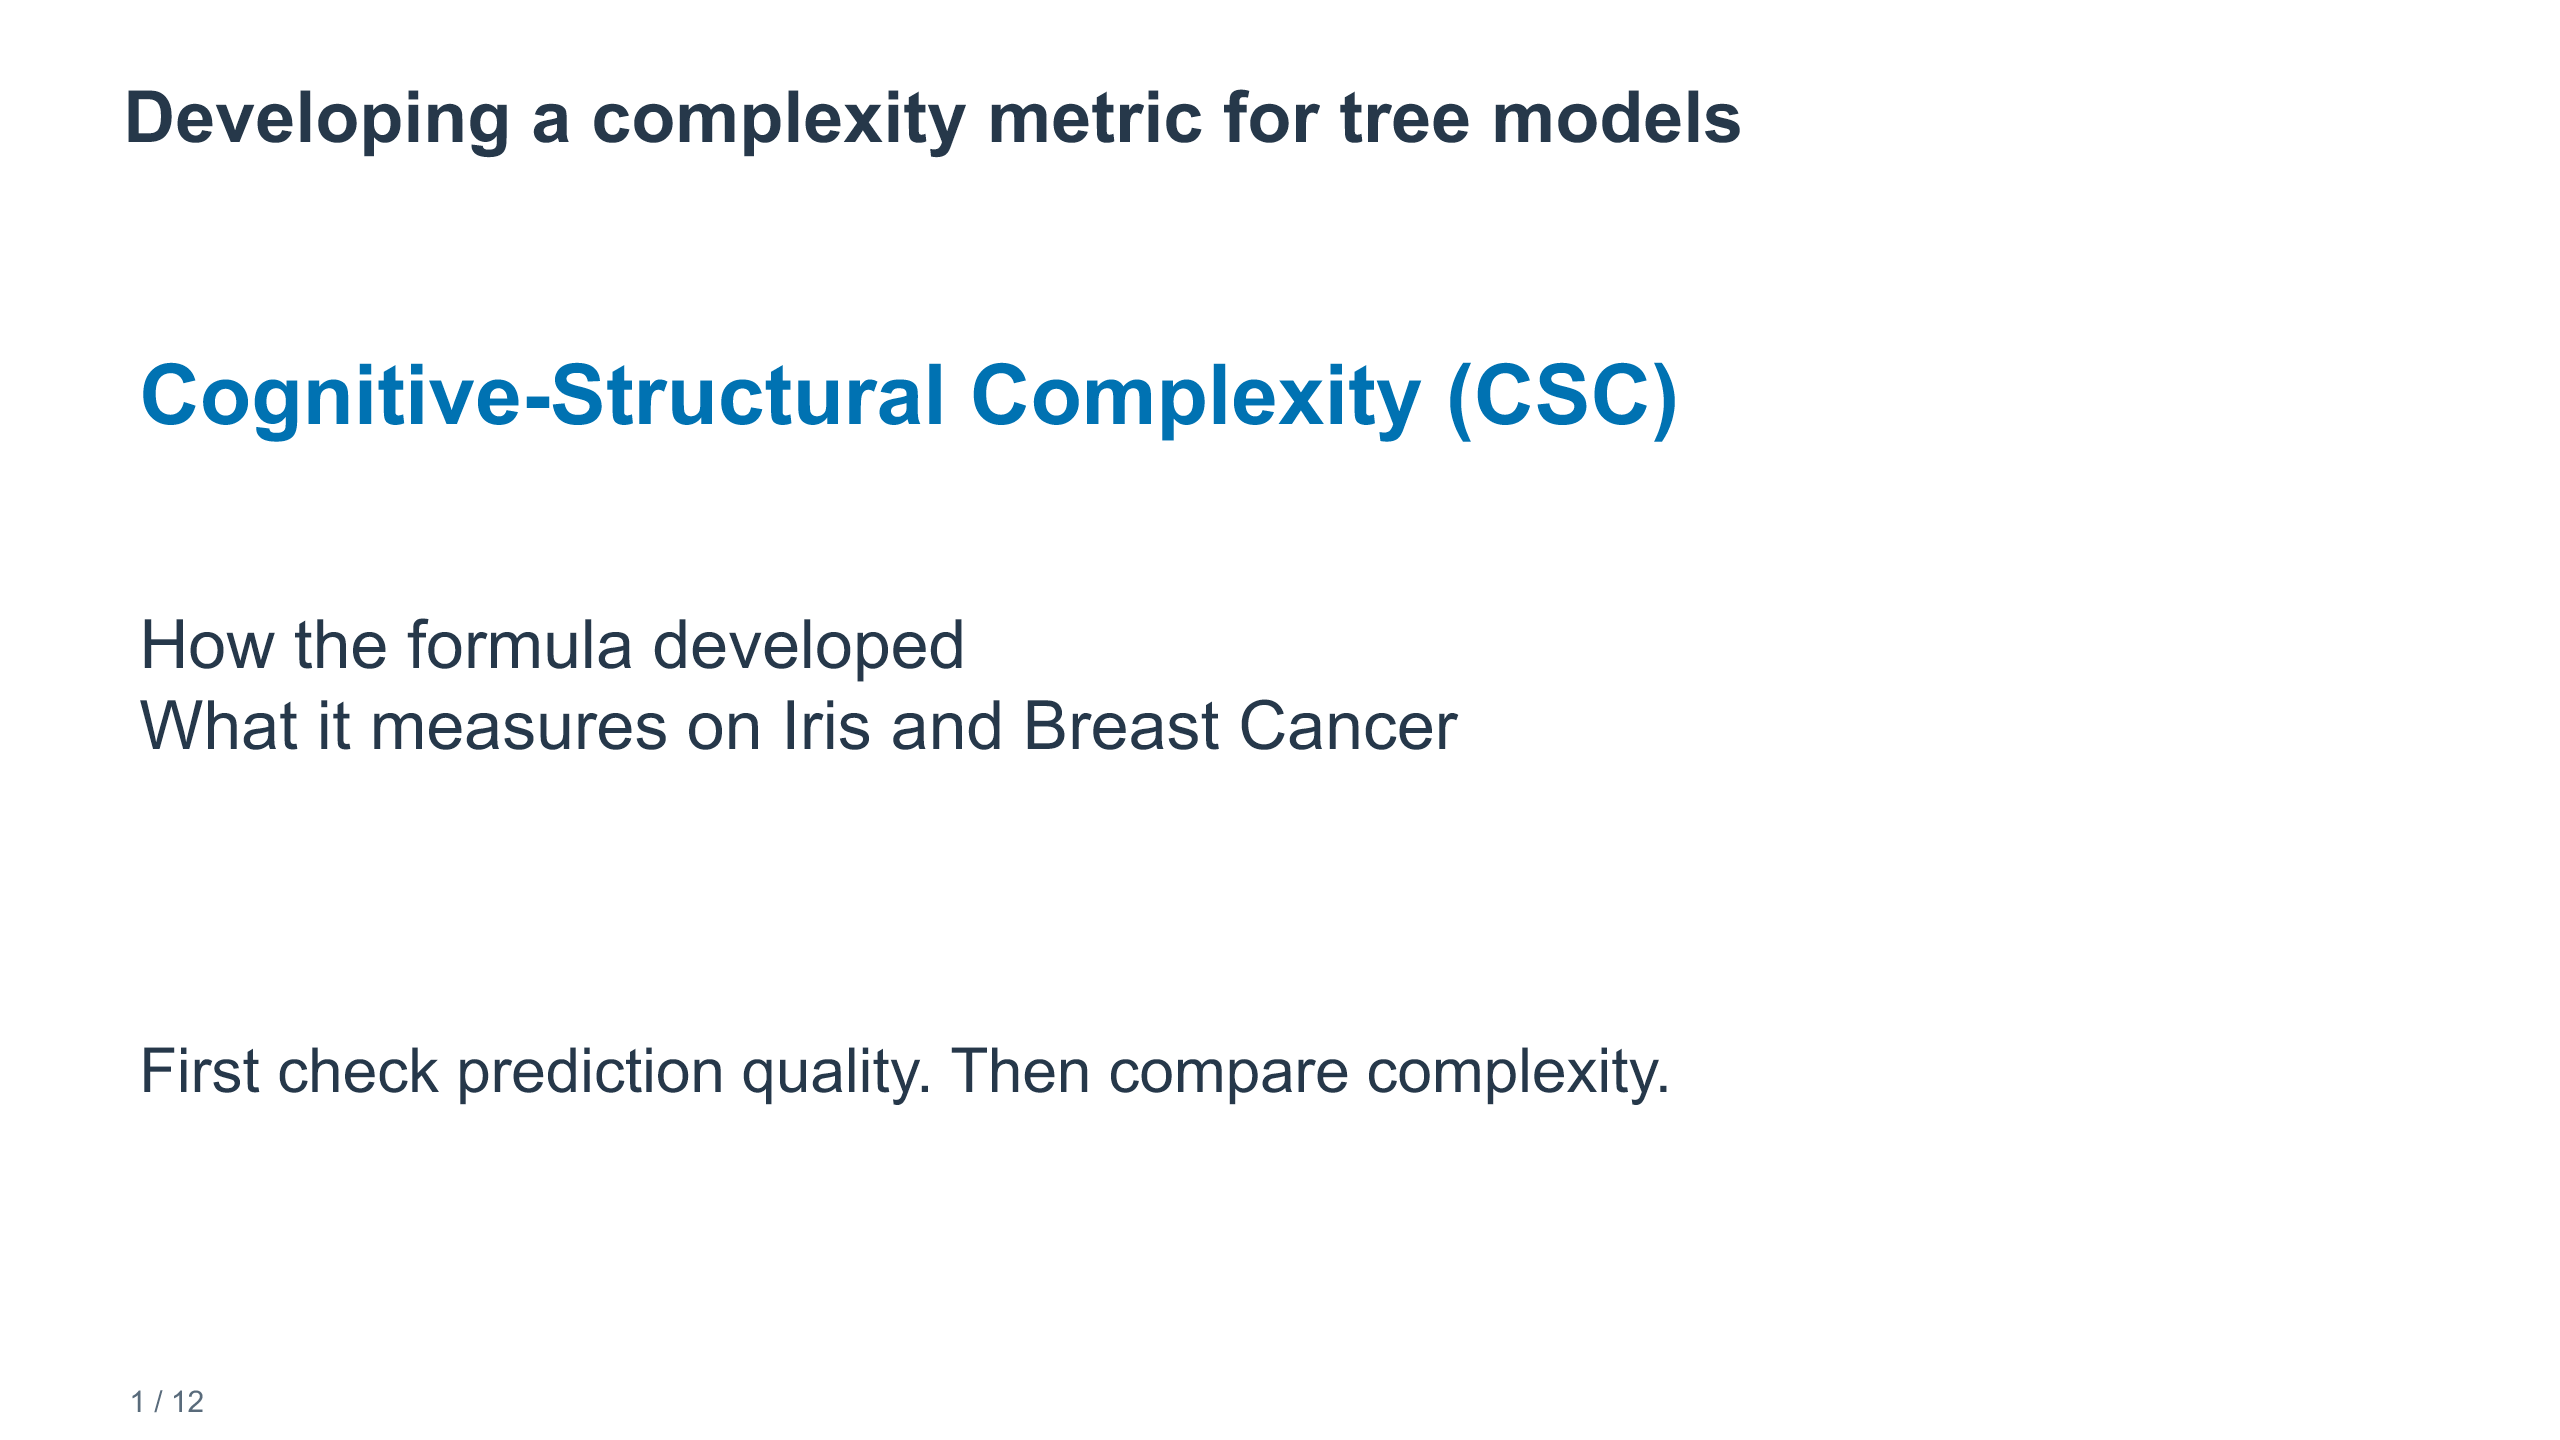 Developing a complexity metric for tree models
Cognitive-Structural Complexity (CSC)
How the formula developed
What it measures on Iris and Breast Cancer
First check prediction quality. Then compare complexity.
1 / 12